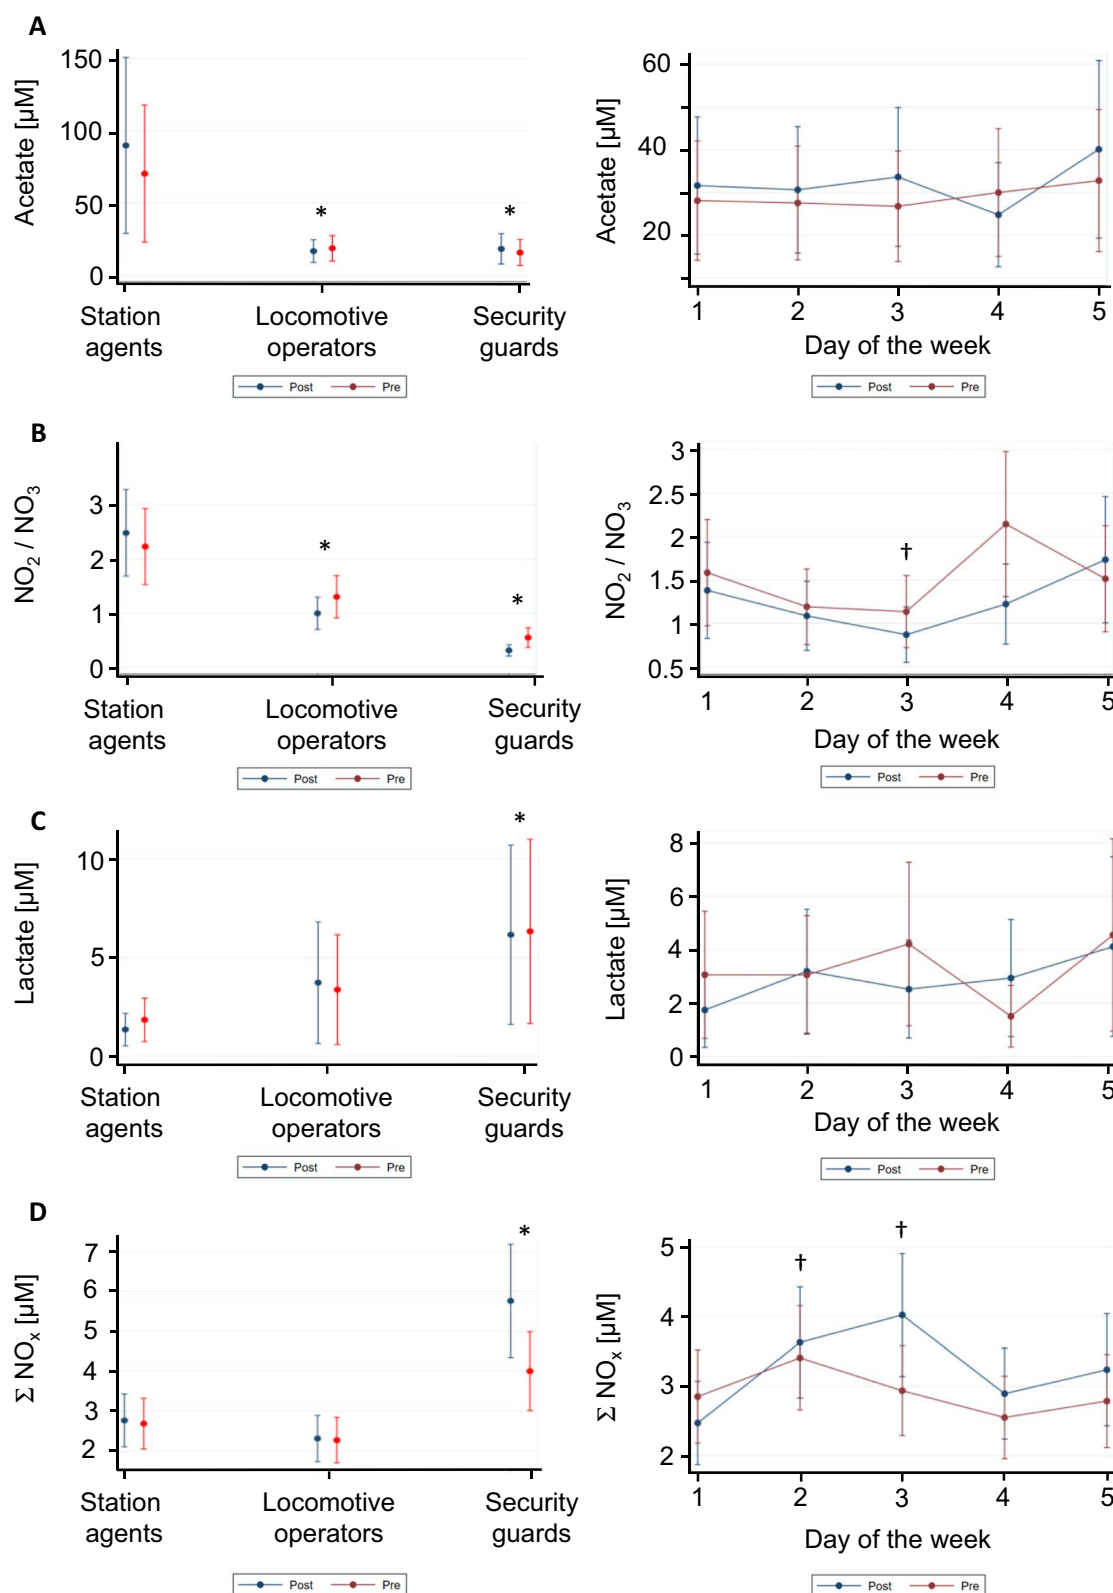 A
Acetate [µM]
150
100
50
0
*
*
Station agents
Locomotive operators
Security guards
Post Pre
Acetate [µM]
60
40
20
1 2 3 4 5
Day of the week
Post Pre
B
NO₂ / NO₃
3
2
1
0
*
*
Station agents
Locomotive operators
Security guards
Post Pre
NO₂ / NO₃
3
2.5
2
1.5
1
0.5
†
1 2 3 4 5
Day of the week
Post Pre
C
Lactate [µM]
10
5
0
*
Station agents
Locomotive operators
Security guards
Post Pre
Lactate [µM]
8
6
4
2
0
1 2 3 4 5
Day of the week
Post Pre
D
Σ NOₓ [µM]
7
6
5
4
3
2
*
Station agents
Locomotive operators
Security guards
Post Pre
Σ NOₓ [µM]
5
4
3
2
†
†
1 2 3 4 5
Day of the week
Post Pre